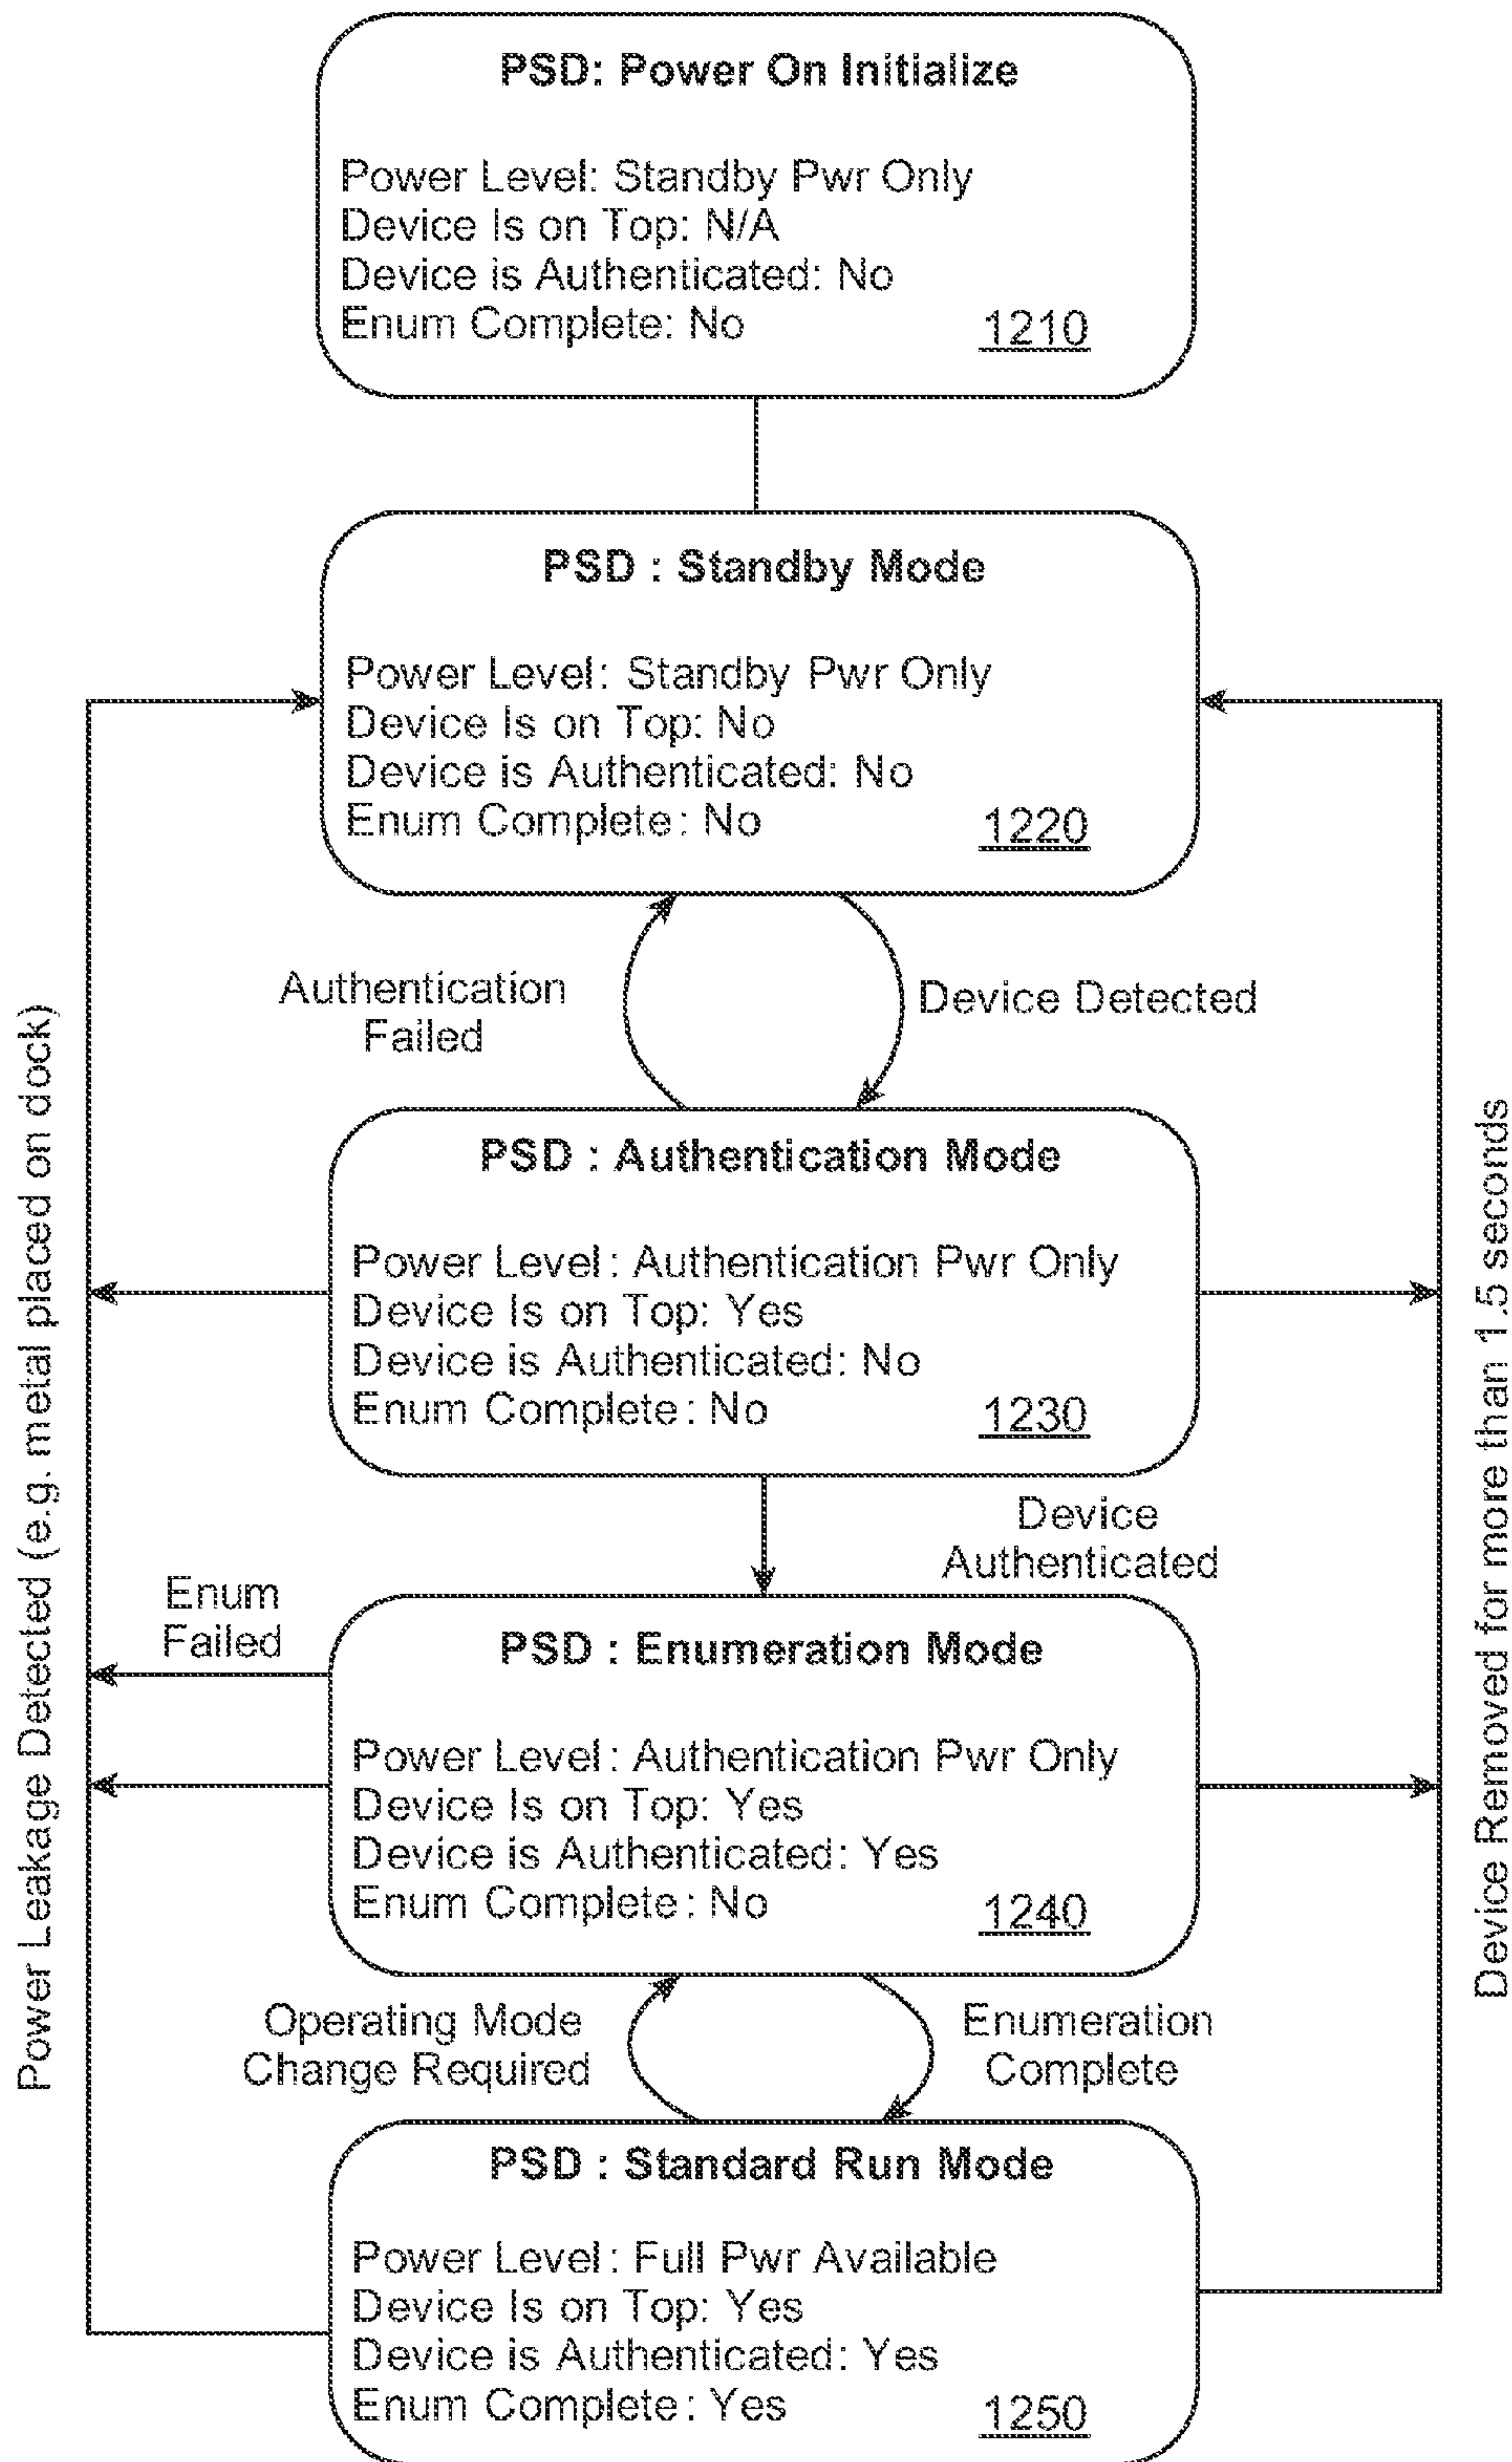 PSD: Power On Initialize
Power Level: Standby Pwr Only
Device Is on Top: N/A
Device is Authenticated: No
Enum Complete: No
1210
PSD : Standby Mode
Power Level: Standby Pwr Only
Device Is on Top: No
Device is Authenticated: No
Enum Complete: No
1220
Authentication
Failed
Device Detected
PSD : Authentication Mode
Power Level: Authentication Pwr Only
Device Is on Top: Yes
Device is Authenticated: No
Enum Complete: No
1230
Device
Authenticated
Enum
Failed
PSD : Enumeration Mode
Power Level: Authentication Pwr Only
Device Is on Top: Yes
Device is Authenticated: Yes
Enum Complete: No
1240
Operating Mode
Change Required
Enumeration
Complete
PSD : Standard Run Mode
Power Level: Full Pwr Available
Device Is on Top: Yes
Device is Authenticated: Yes
Enum Complete: Yes
1250
Power Leakage Detected (e.g. metal placed on dock)
Device Removed for more than 1.5 seconds